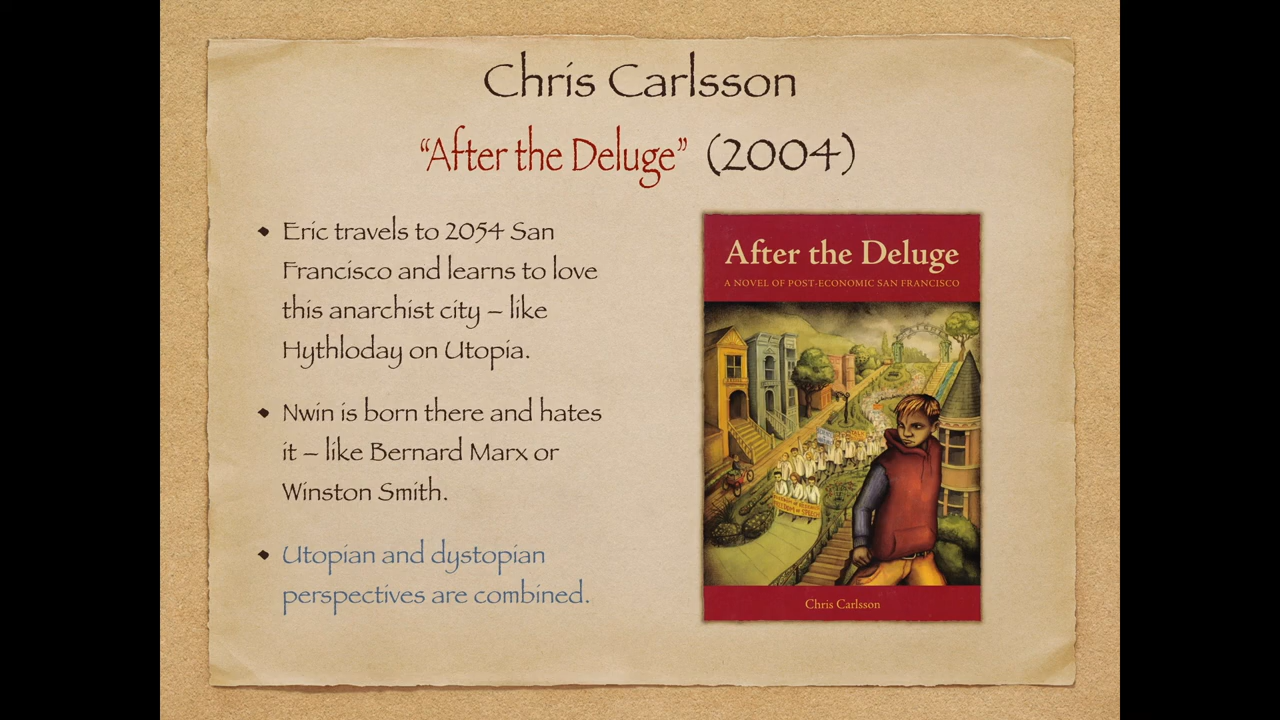 Chris Carlsson
“After the Deluge” (2004)
• Eric travels to 2054 San
Francisco and learns to love
this anarchist city – like
Hythloday on Utopia.
• Nwin is born there and hates
it – like Bernard Marx or
Winston Smith.
• Utopian and dystopian
perspectives are combined.
After the Deluge
A NOVEL OF POST-ECONOMIC SAN FRANCISCO
Chris Carlsson